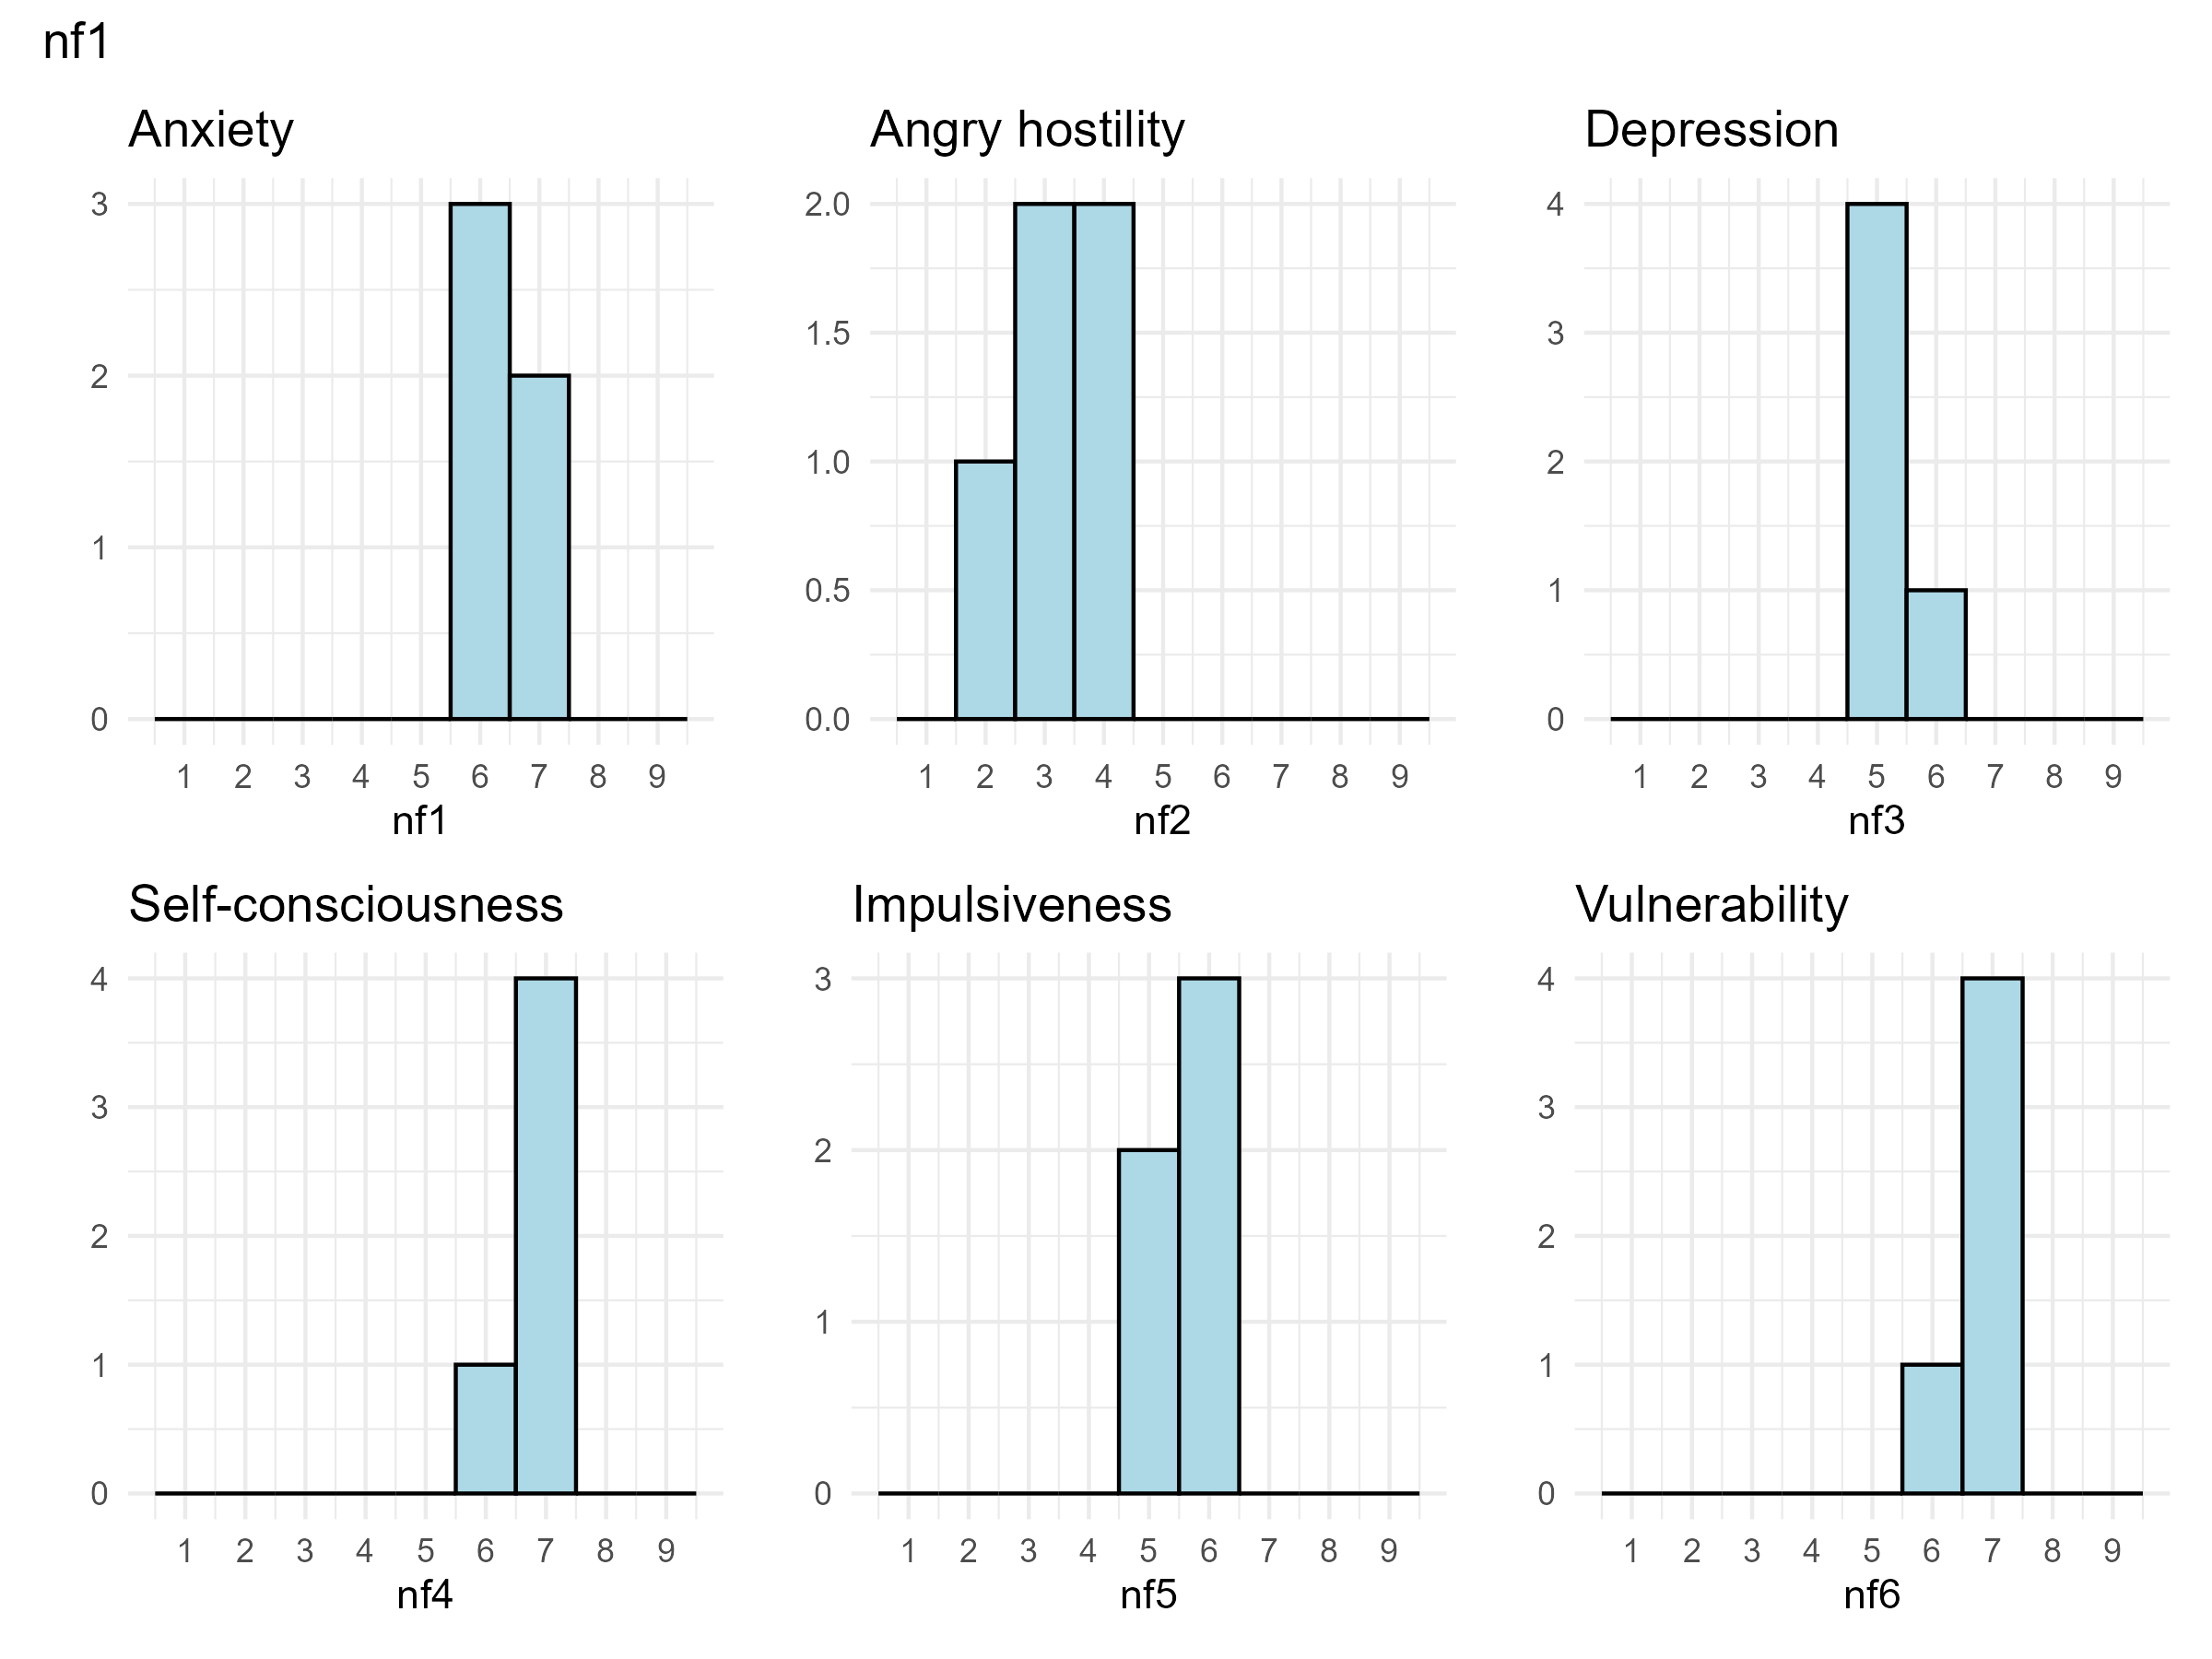 nf1
Anxiety
3
2
1
0
1 2 3 4 5 6 7 8 9
nf1
Angry hostility
2.0
1.5
1.0
0.5
0.0
1 2 3 4 5 6 7 8 9
nf2
Depression
4
3
2
1
0
1 2 3 4 5 6 7 8 9
nf3
Self-consciousness
4
3
2
1
0
1 2 3 4 5 6 7 8 9
nf4
Impulsiveness
3
2
1
0
1 2 3 4 5 6 7 8 9
nf5
Vulnerability
4
3
2
1
0
1 2 3 4 5 6 7 8 9
nf6